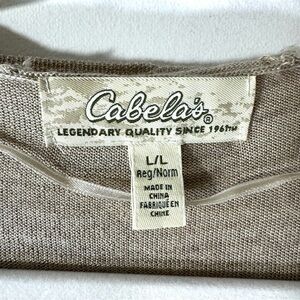 Cabela's®
LEGENDARY QUALITY SINCE 1961™
L/L
Reg/Norm
MADE IN
CHINA
FABRIQUÉ EN
CHINE